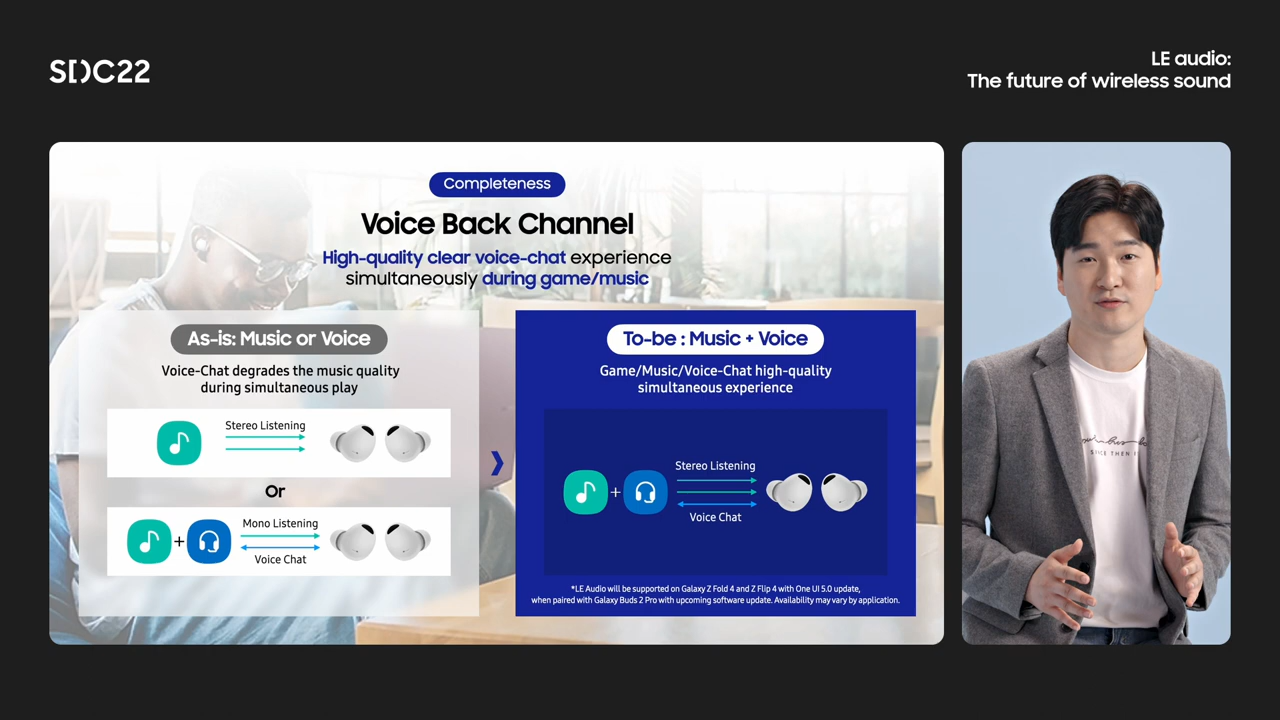 SDC22
LE audio:
The future of wireless sound
Completeness
Voice Back Channel
High-quality clear voice-chat experience
simultaneously during game/music
As-is: Music or Voice
Voice-Chat degrades the music quality
during simultaneous play
Stereo Listening
Or
Mono Listening
+
Voice Chat
To-be : Music + Voice
Game/Music/Voice-Chat high-quality
simultaneous experience
Stereo Listening
+
Voice Chat
*LE Audio will be supported on Galaxy Z Fold 4 and Z Flip 4 with One UI 5.0 update,
when paired with Galaxy Buds 2 Pro with upcoming software update. Availability may vary by application.
THEN